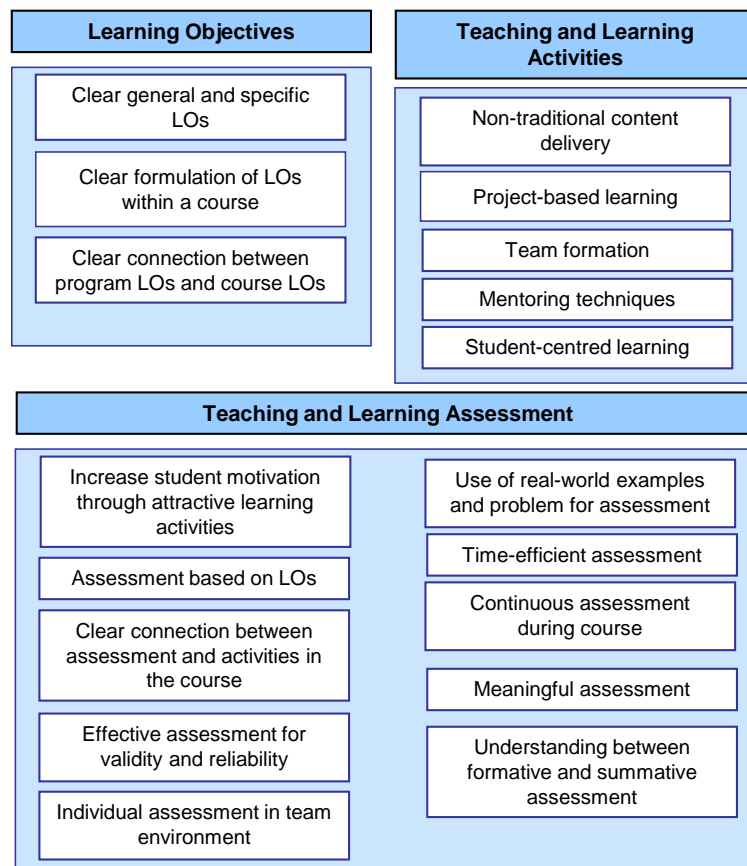 Learning Objectives
Clear general and specific
LOs
Clear formulation of LOs
within a course
Clear connection between
program LOs and course LOs
Teaching and Learning
Activities
Non-traditional content
delivery
Project-based learning
Team formation
Mentoring techniques
Student-centred learning
Teaching and Learning Assessment
Increase student motivation
through attractive learning
activities
Assessment based on LOs
Clear connection between
assessment and activities in
the course
Effective assessment for
validity and reliability
Individual assessment in team
environment
Use of real-world examples
and problem for assessment
Time-efficient assessment
Continuous assessment
during course
Meaningful assessment
Understanding between
formative and summative
assessment